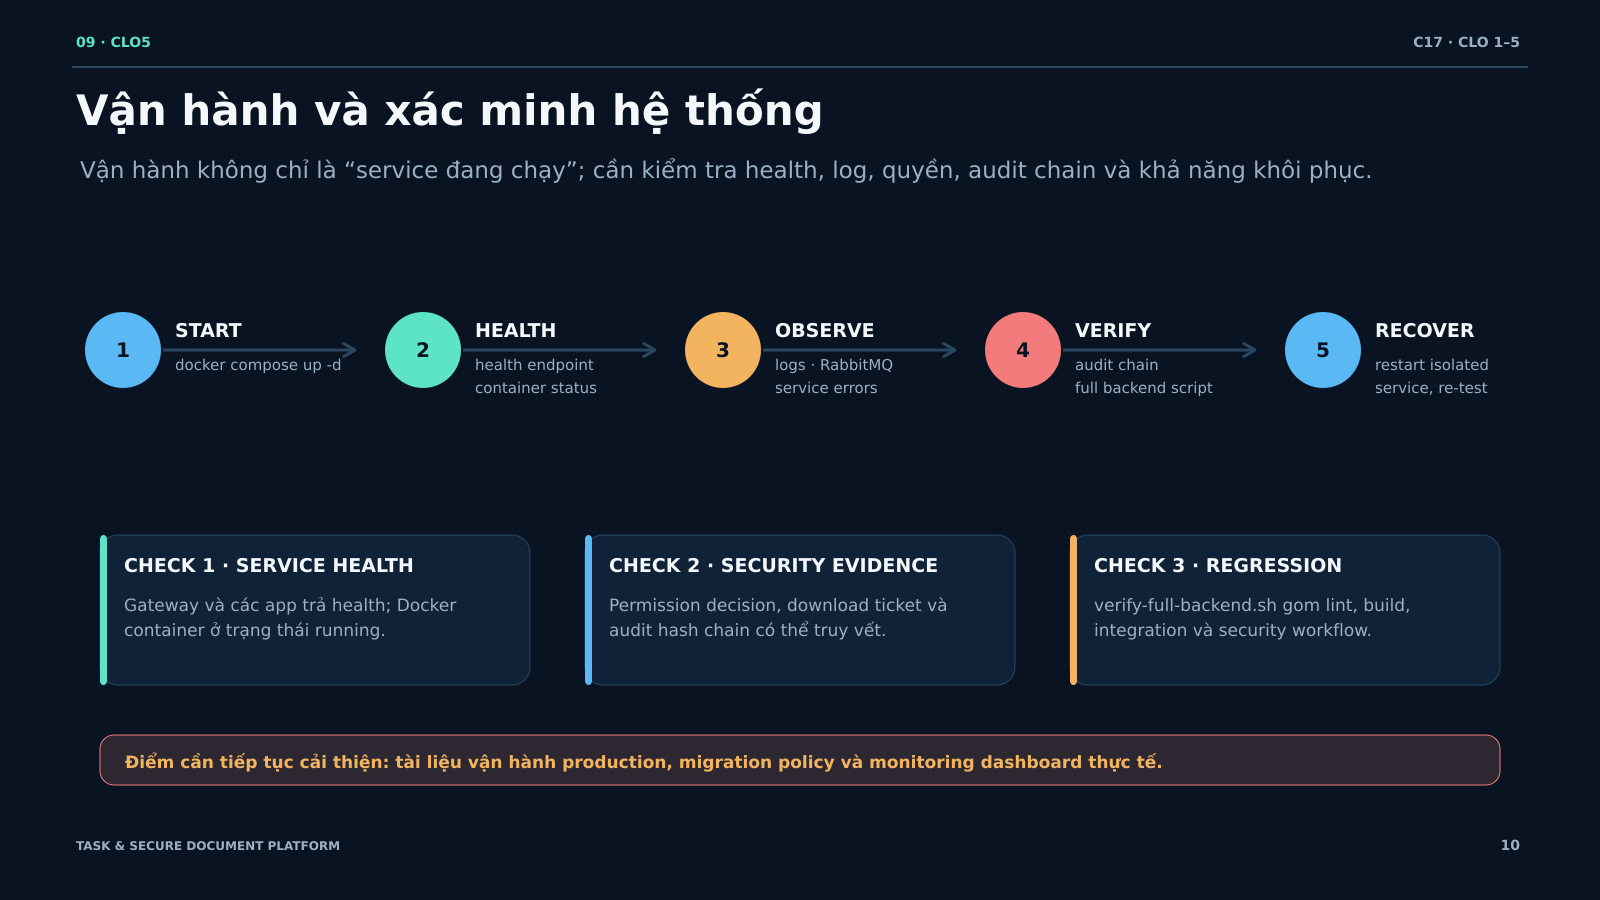 09 · CLO5
C17 · CLO 1–5
Vận hành và xác minh hệ thống
Vận hành không chỉ là “service đang chạy”; cần kiểm tra health, log, quyền, audit chain và khả năng khôi phục.
1
START
docker compose up -d
2
HEALTH
health endpoint
container status
3
OBSERVE
logs · RabbitMQ
service errors
4
VERIFY
audit chain
full backend script
5
RECOVER
restart isolated
service, re-test
CHECK 1 · SERVICE HEALTH
Gateway và các app trả health; Docker
container ở trạng thái running.
CHECK 2 · SECURITY EVIDENCE
Permission decision, download ticket và
audit hash chain có thể truy vết.
CHECK 3 · REGRESSION
verify-full-backend.sh gom lint, build,
integration và security workflow.
Điểm cần tiếp tục cải thiện: tài liệu vận hành production, migration policy và monitoring dashboard thực tế.
TASK & SECURE DOCUMENT PLATFORM
10